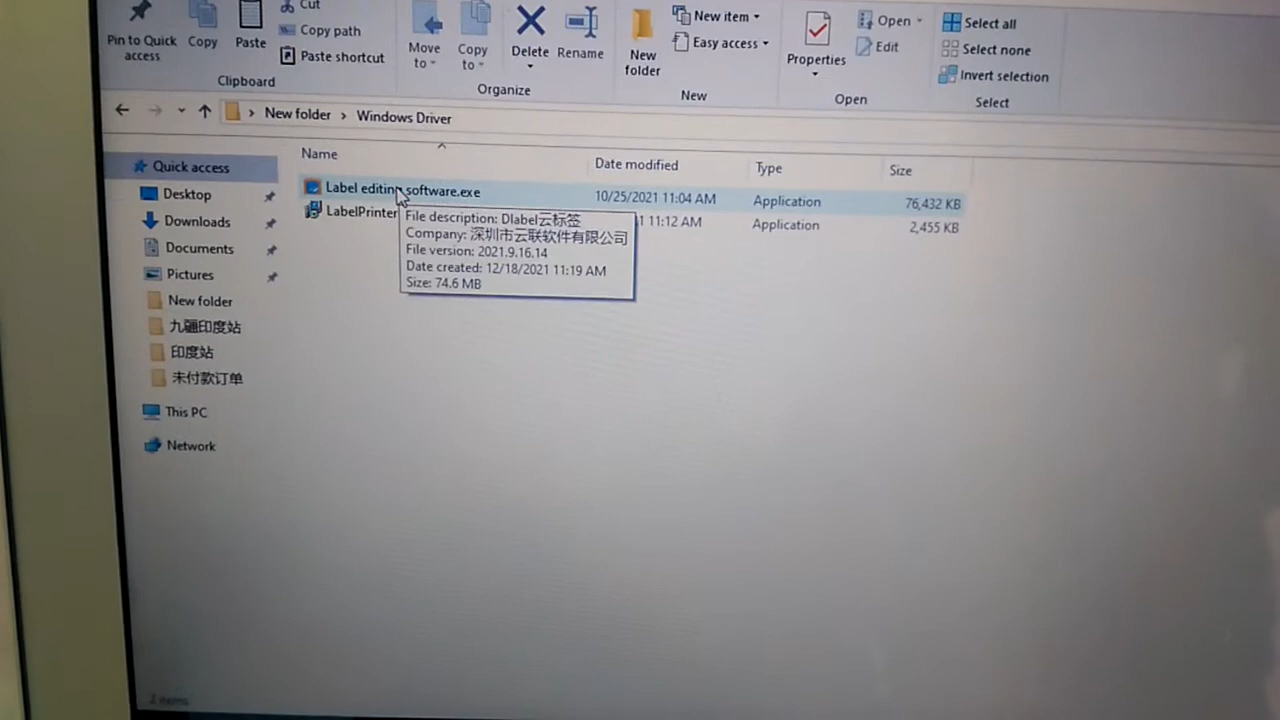 Cut
Pin to Quick
access
Copy
Paste
Copy path
Paste shortcut
Clipboard
Move
to
Copy
to
Delete
Rename
Organize
New
folder
New item
Easy access
New
Properties
Open
Edit
Open
Select all
Select none
Invert selection
Select
New folder
Windows Driver
Name
Date modified
Type
Size
Quick access
Desktop
Downloads
Documents
Pictures
New folder
九疆印度站
印度站
未付款订单
This PC
Network
Label editing software.exe
10/25/2021 11:04 AM
Application
76,432 KB
LabelPrinter
11:12 AM
Application
2,455 KB
File description: Dlabel云标签
Company: 深圳市云联软件有限公司
File version: 2021.9.16.14
Date created: 12/18/2021 11:19 AM
Size: 74.6 MB
2 items